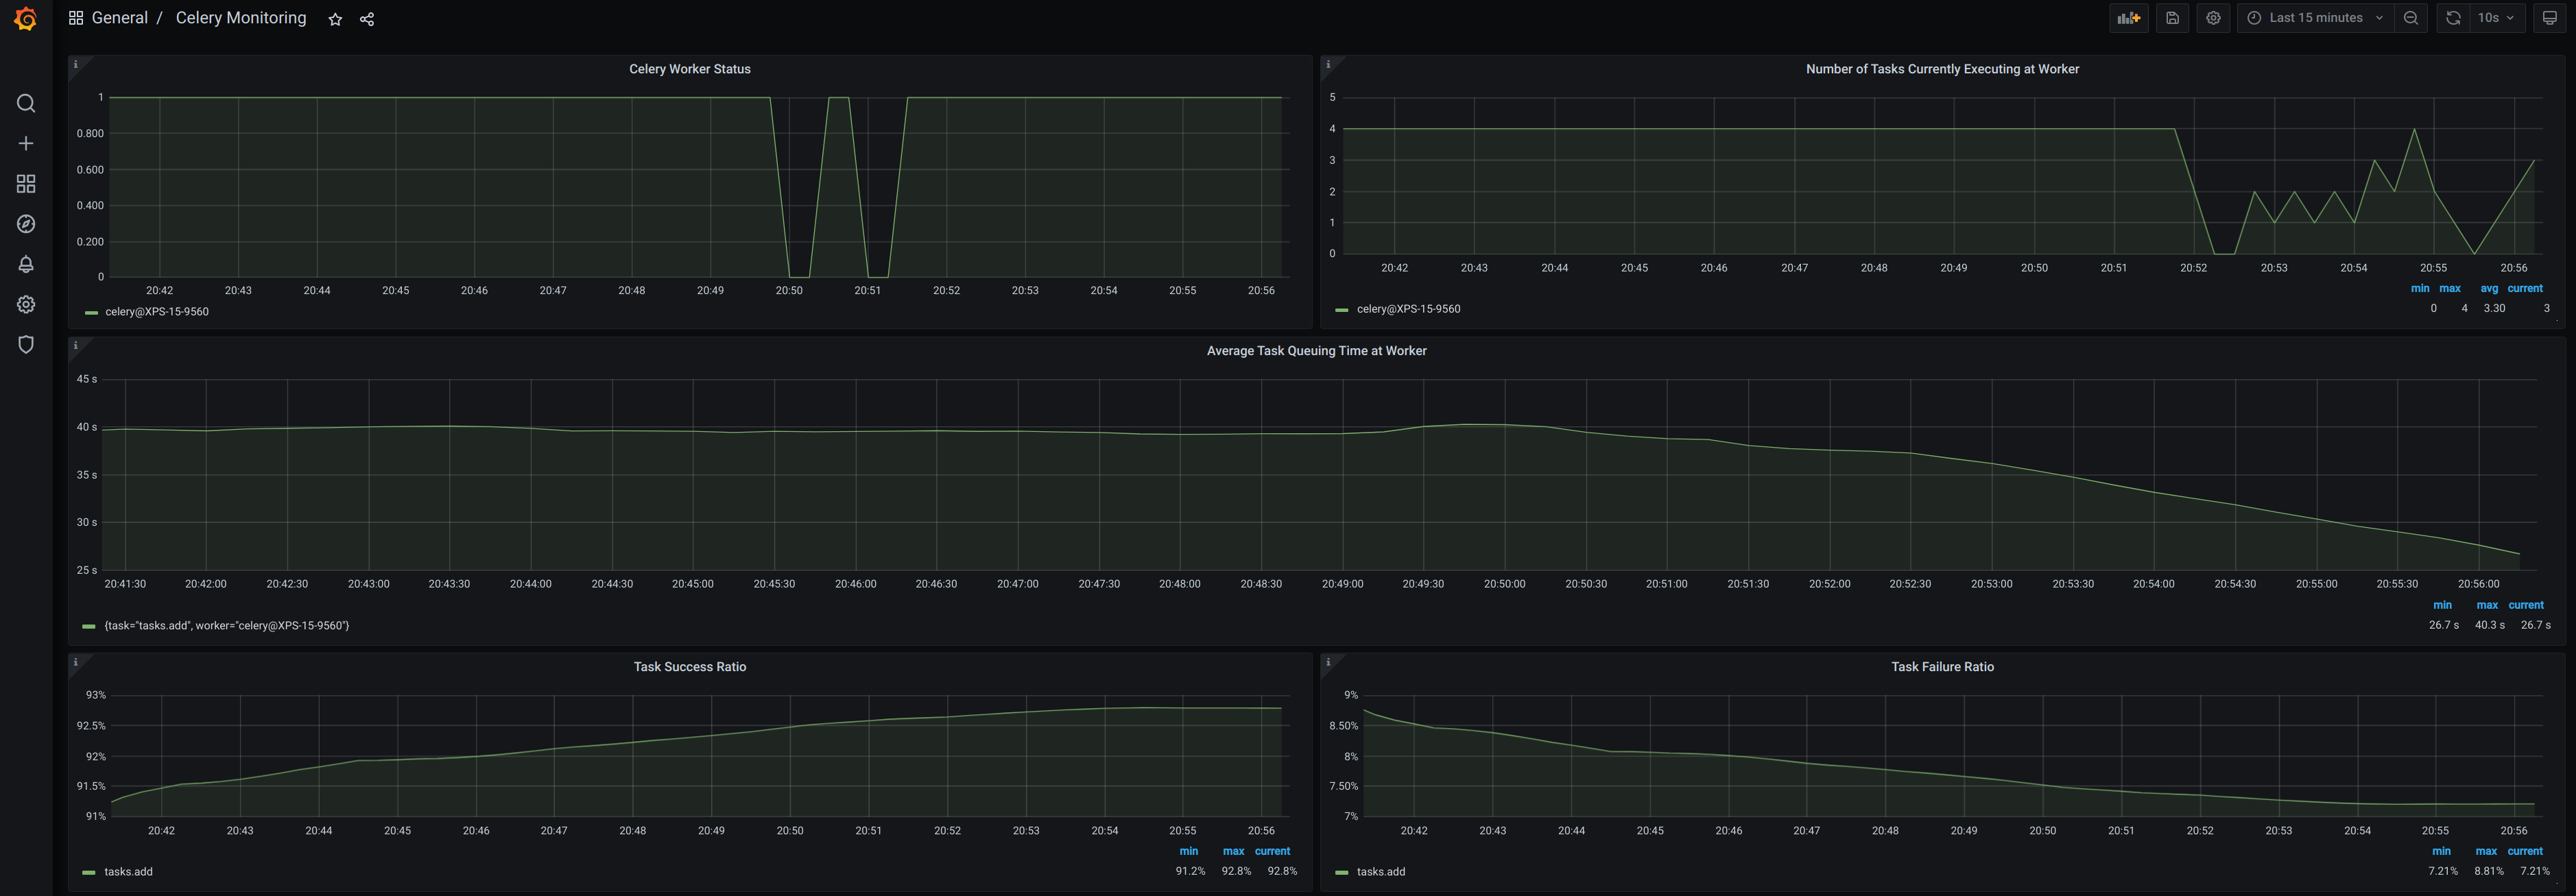 General / Celery Monitoring
Last 15 minutes
10s
Celery Worker Status
1
0.800
0.600
0.400
0.200
0
20:42 20:43 20:44 20:45 20:46 20:47 20:48 20:49 20:50 20:51 20:52 20:53 20:54 20:55 20:56
celery@XPS-15-9560
Number of Tasks Currently Executing at Worker
5
4
3
2
1
0
20:42 20:43 20:44 20:45 20:46 20:47 20:48 20:49 20:50 20:51 20:52 20:53 20:54 20:55 20:56
min max avg current
celery@XPS-15-9560 0 4 3.30 3
Average Task Queuing Time at Worker
45 s
40 s
35 s
30 s
25 s
20:41:30 20:42:00 20:42:30 20:43:00 20:43:30 20:44:00 20:44:30 20:45:00 20:45:30 20:46:00 20:46:30 20:47:00 20:47:30 20:48:00 20:48:30 20:49:00 20:49:30 20:50:00 20:50:30 20:51:00 20:51:30 20:52:00 20:52:30 20:53:00 20:53:30 20:54:00 20:54:30 20:55:00 20:55:30 20:56:00
min max current
{task="tasks.add", worker="celery@XPS-15-9560"} 26.7 s 40.3 s 26.7 s
Task Success Ratio
93%
92.5%
92%
91.5%
91%
20:42 20:43 20:44 20:45 20:46 20:47 20:48 20:49 20:50 20:51 20:52 20:53 20:54 20:55 20:56
min max current
tasks.add 91.2% 92.8% 92.8%
Task Failure Ratio
9%
8.50%
8%
7.50%
7%
20:42 20:43 20:44 20:45 20:46 20:47 20:48 20:49 20:50 20:51 20:52 20:53 20:54 20:55 20:56
min max current
tasks.add 7.21% 8.81% 7.21%